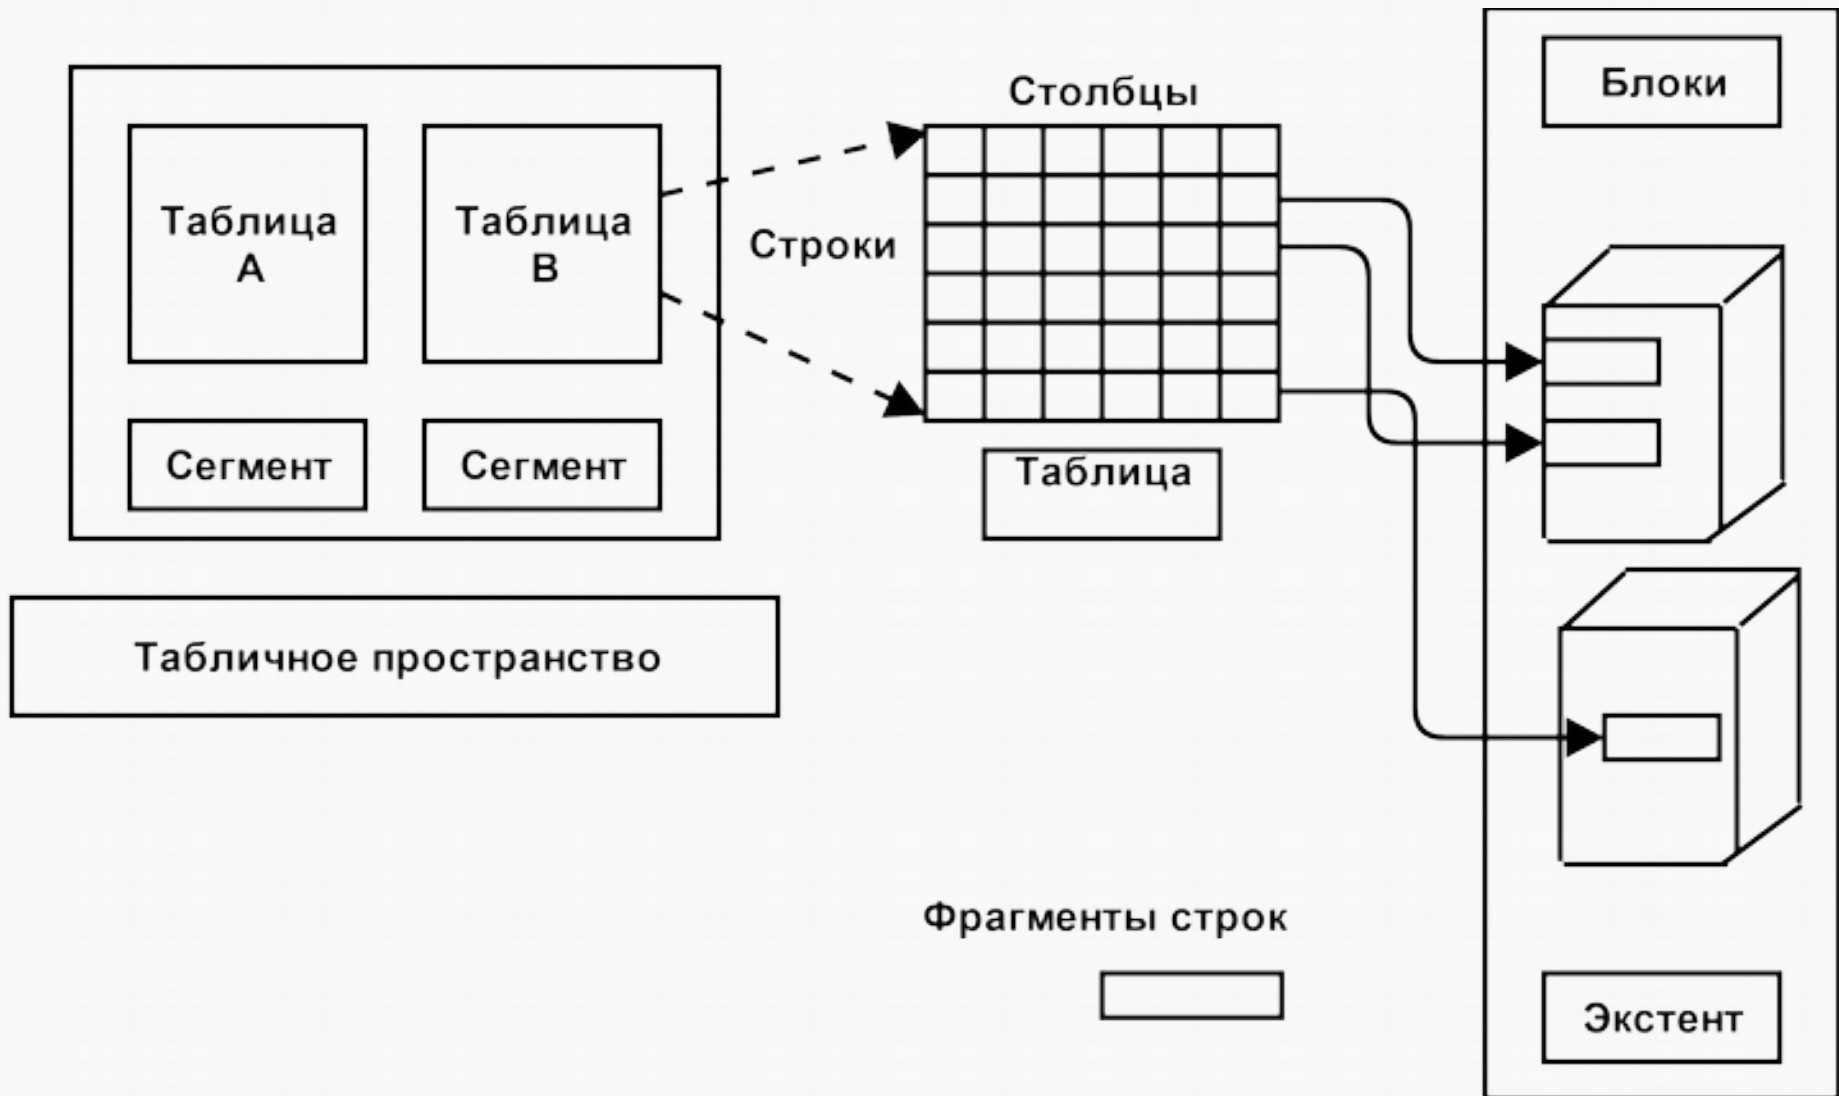 Таблица
A
Таблица
B
Сегмент
Сегмент
Табличное пространство
Столбцы
Строки
Таблица
Фрагменты строк
Блоки
Экстент